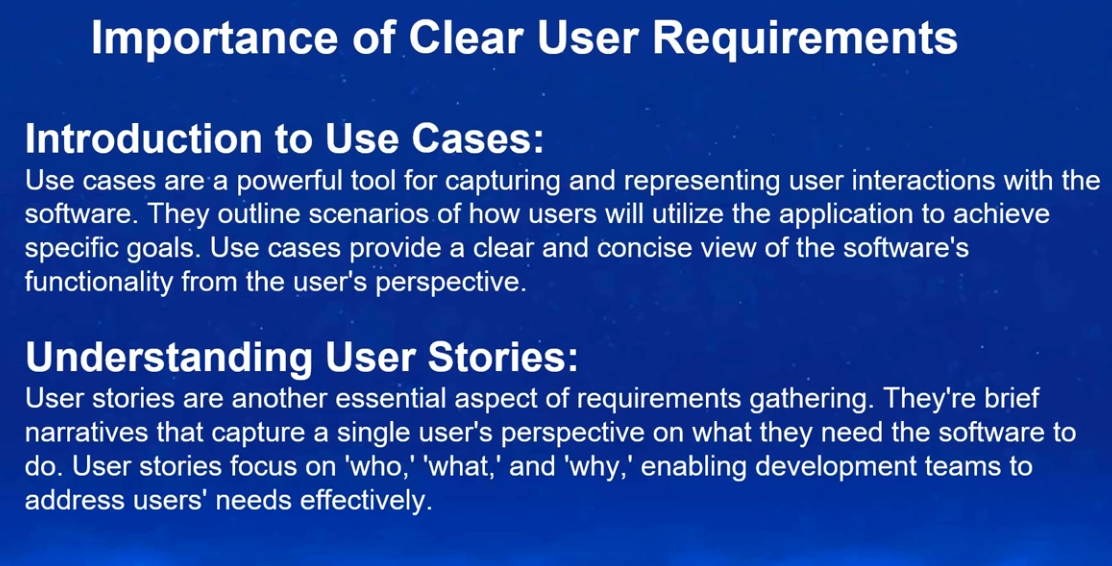 Importance of Clear User Requirements
Introduction to Use Cases:
Use cases are a powerful tool for capturing and representing user interactions with the
software. They outline scenarios of how users will utilize the application to achieve
specific goals. Use cases provide a clear and concise view of the software's
functionality from the user's perspective.
Understanding User Stories:
User stories are another essential aspect of requirements gathering. They're brief
narratives that capture a single user's perspective on what they need the software to
do. User stories focus on 'who,' 'what,' and 'why,' enabling development teams to
address users' needs effectively.